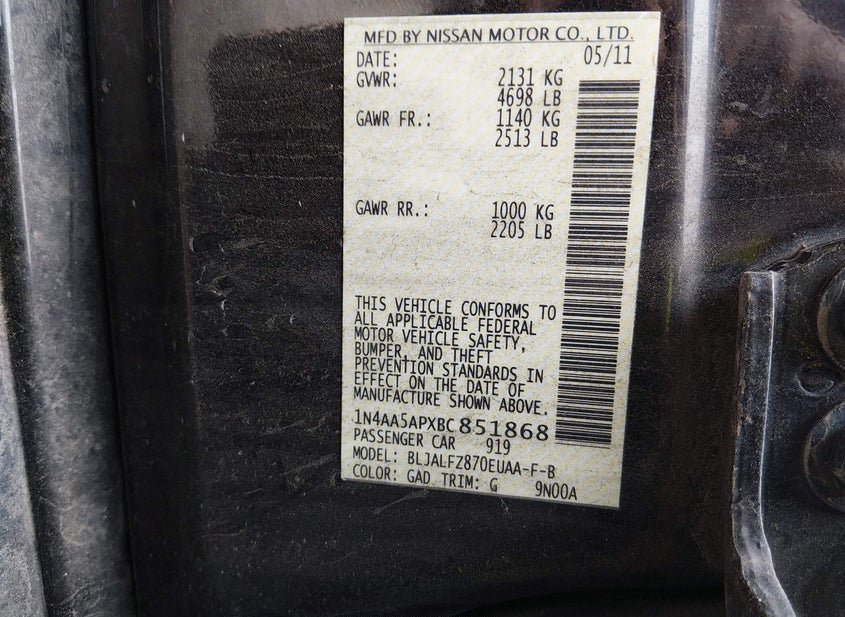 MFD BY NISSAN MOTOR CO., LTD.
DATE: 05/11
GVWR: 2131 KG
4698 LB
GAWR FR.: 1140 KG
2513 LB
GAWR RR.: 1000 KG
2205 LB
THIS VEHICLE CONFORMS TO
ALL APPLICABLE FEDERAL
MOTOR VEHICLE SAFETY,
BUMPER, AND THEFT
PREVENTION STANDARDS IN
EFFECT ON THE DATE OF
MANUFACTURE SHOWN ABOVE.
1N4AA5APXBC851868
PASSENGER CAR 919
MODEL: BLJALFZ870EUAA-F-B
COLOR: GAD TRIM: G 9N00A